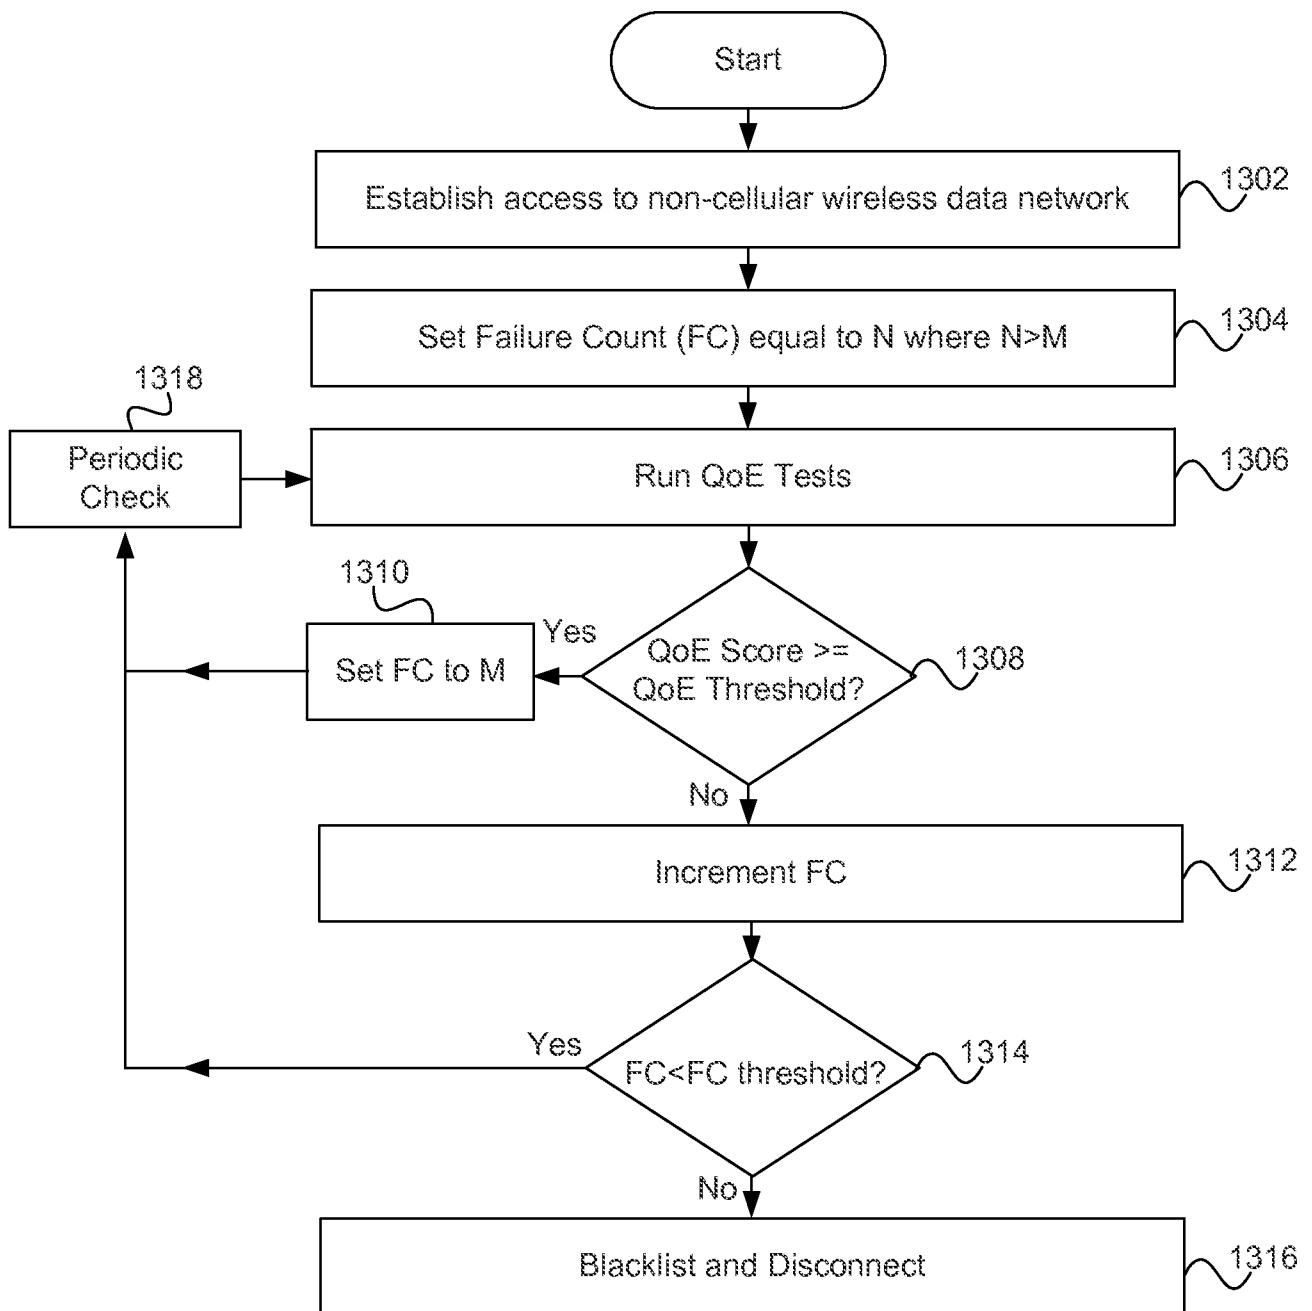 Start
Establish access to non-cellular wireless data network
1302
Set Failure Count (FC) equal to N where N>M
1304
1318
Periodic
Check
Run QoE Tests
1306
1310
Yes
Set FC to M
QoE Score >=
QoE Threshold?
1308
No
Increment FC
1312
Yes
FC<FC threshold?
1314
No
Blacklist and Disconnect
1316